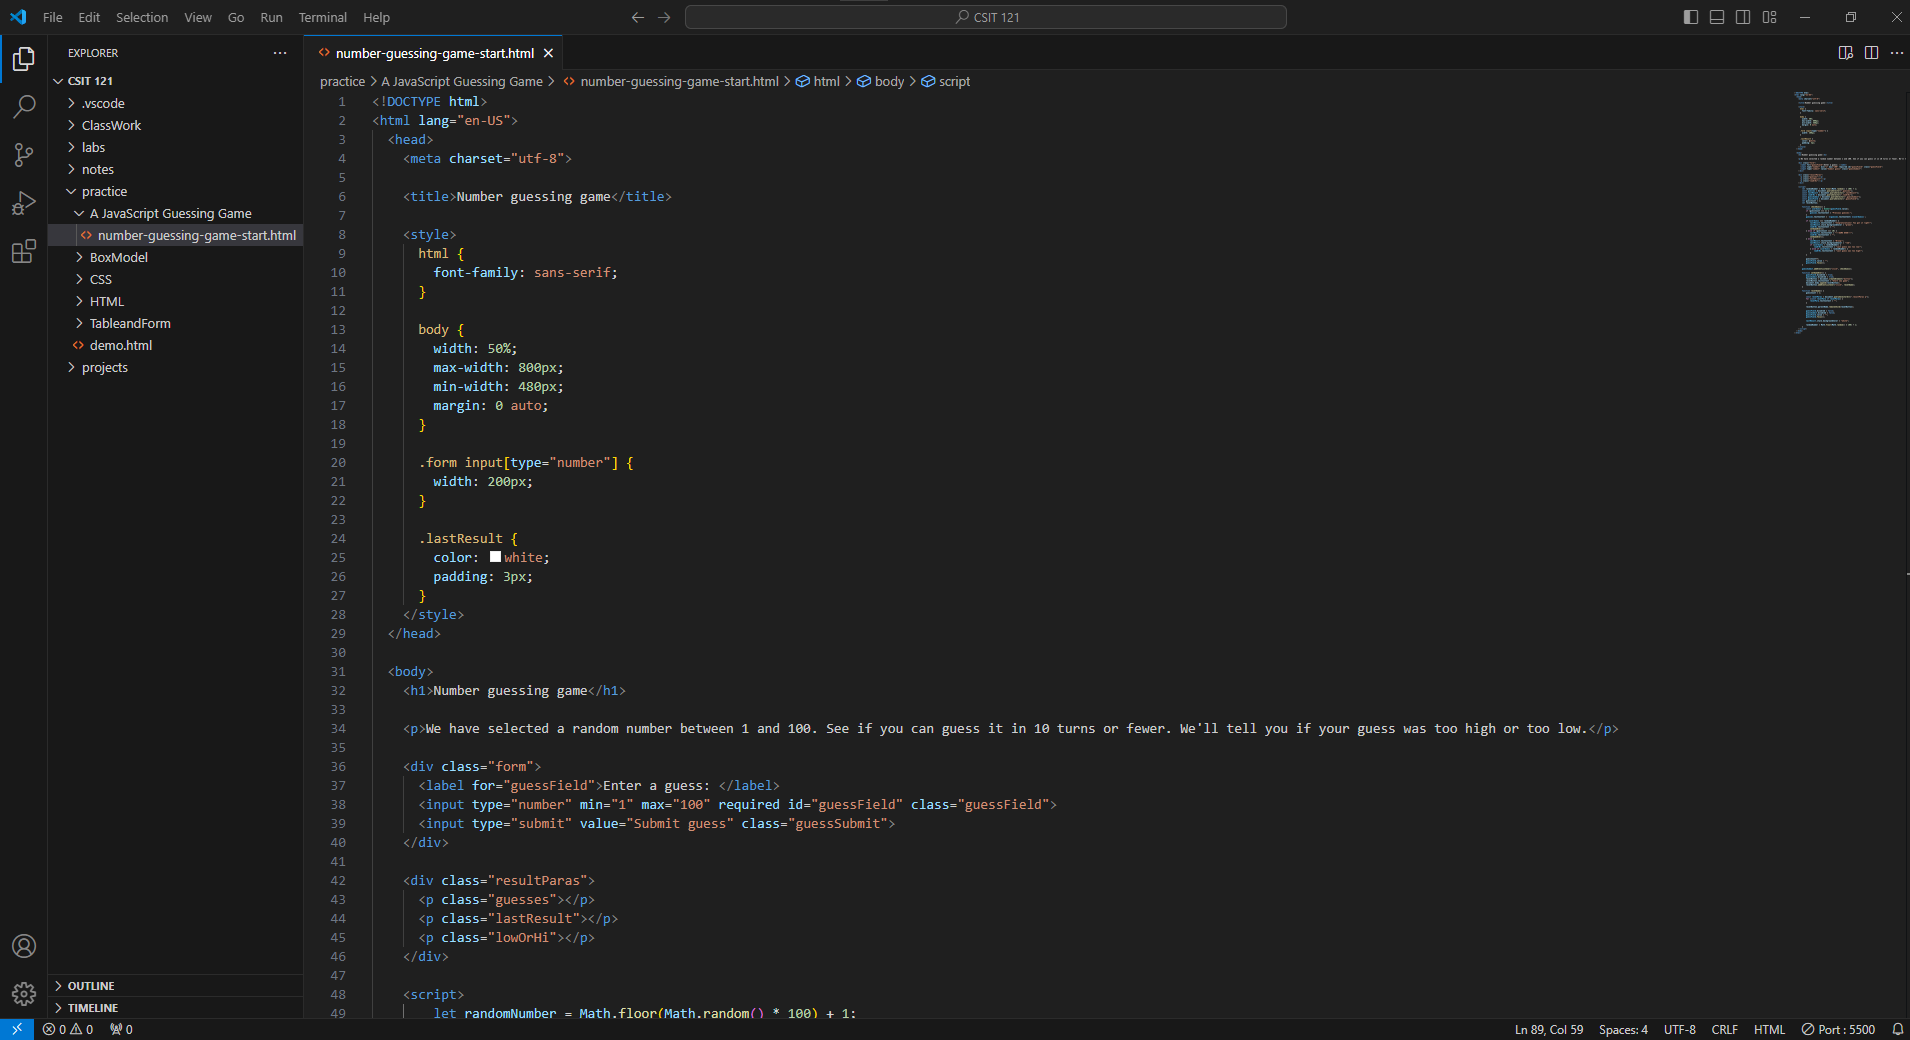 File Edit Selection View Go Run Terminal Help
CSIT 121
EXPLORER
CSIT 121
.vscode
ClassWork
labs
notes
practice
A JavaScript Guessing Game
number-guessing-game-start.html
BoxModel
CSS
HTML
TableandForm
demo.html
projects
OUTLINE
TIMELINE
number-guessing-game-start.html
practice > A JavaScript Guessing Game > number-guessing-game-start.html > html > body > script
1 <!DOCTYPE html>
2 <html lang="en-US">
3 <head>
4 <meta charset="utf-8">
5
6 <title>Number guessing game</title>
7
8 <style>
9 html {
10 font-family: sans-serif;
11 }
12
13 body {
14 width: 50%;
15 max-width: 800px;
16 min-width: 480px;
17 margin: 0 auto;
18 }
19
20 .form input[type="number"] {
21 width: 200px;
22 }
23
24 .lastResult {
25 color: white;
26 padding: 3px;
27 }
28 </style>
29 </head>
30
31 <body>
32 <h1>Number guessing game</h1>
33
34 <p>We have selected a random number between 1 and 100. See if you can guess it in 10 turns or fewer. We'll tell you if your guess was too high or too low.</p>
35
36 <div class="form">
37 <label for="guessField">Enter a guess: </label>
38 <input type="number" min="1" max="100" required id="guessField" class="guessField">
39 <input type="submit" value="Submit guess" class="guessSubmit">
40 </div>
41
42 <div class="resultParas">
43 <p class="guesses"></p>
44 <p class="lastResult"></p>
45 <p class="lowOrHi"></p>
46 </div>
47
48 <script>
49 let randomNumber = Math.floor(Math.random() * 100) + 1;
0 0 0
Ln 89, Col 59 Spaces: 4 UTF-8 CRLF HTML Port : 5500